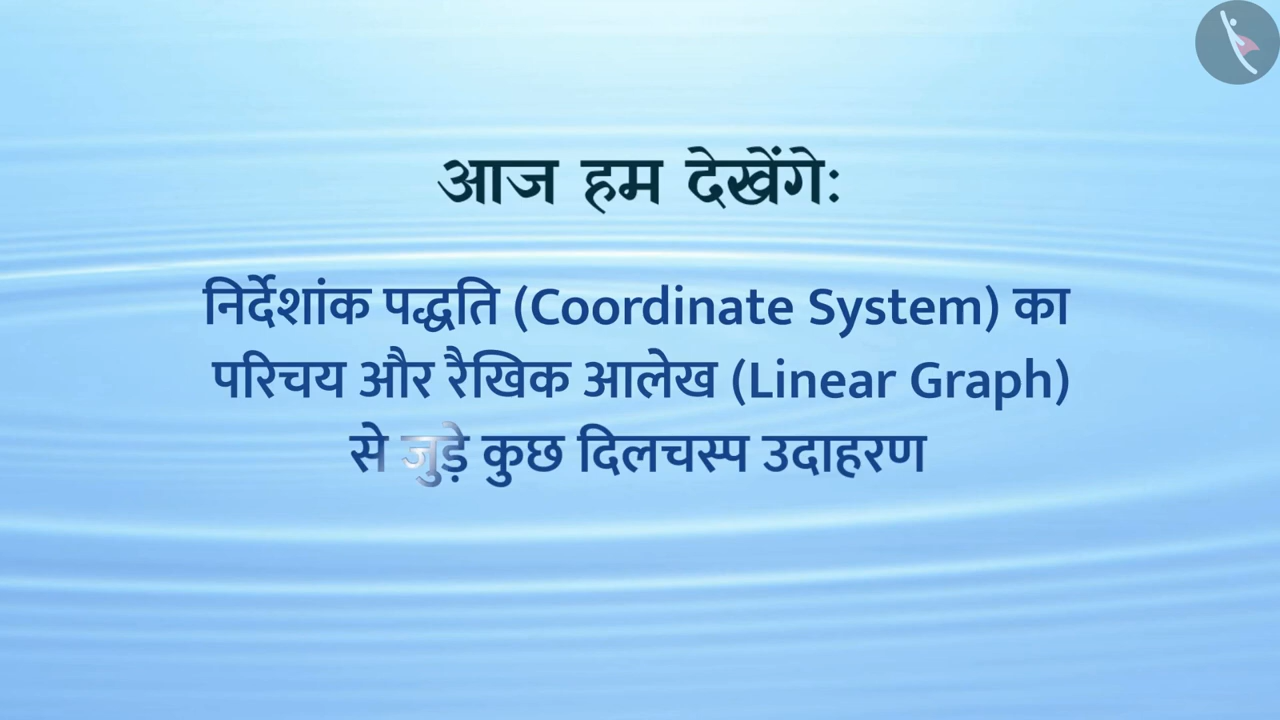 आज हम देखेंगे:
निर्देशांक पद्धति (Coordinate System) का
परिचय और रैखिक आलेख (Linear Graph)
से जुड़े कुछ दिलचस्प उदाहरण